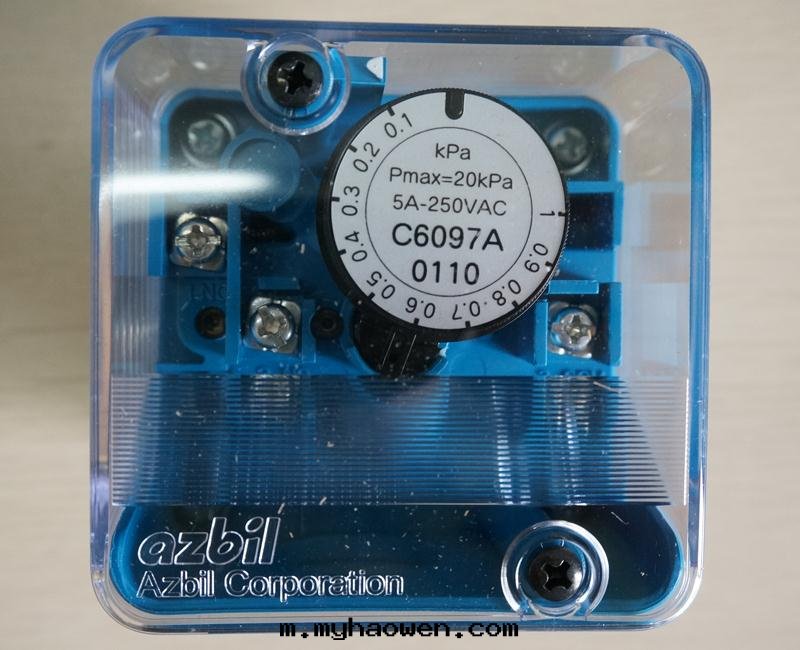 0.1
0.2
0.3
0.4
0.5
0.6
0.7
0.8
0.9
1
kPa
Pmax=20kPa
5A-250VAC
C6097A
0110
azbil
Azbil Corporation
m.myhaowen.com